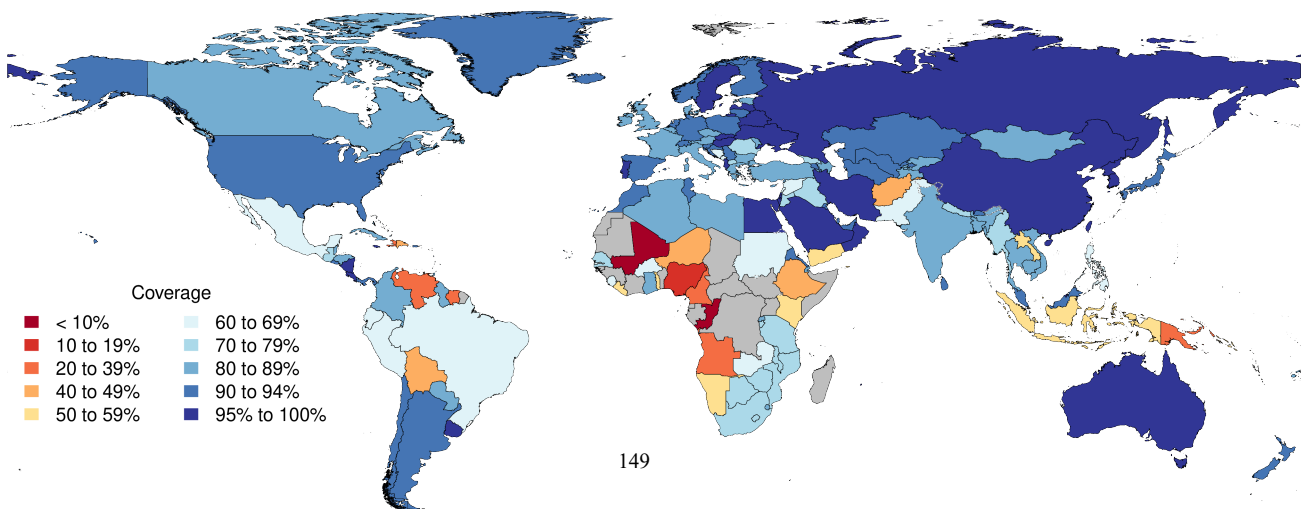 Coverage
< 10%
10 to 19%
20 to 39%
40 to 49%
50 to 59%
60 to 69%
70 to 79%
80 to 89%
90 to 94%
95% to 100%
149